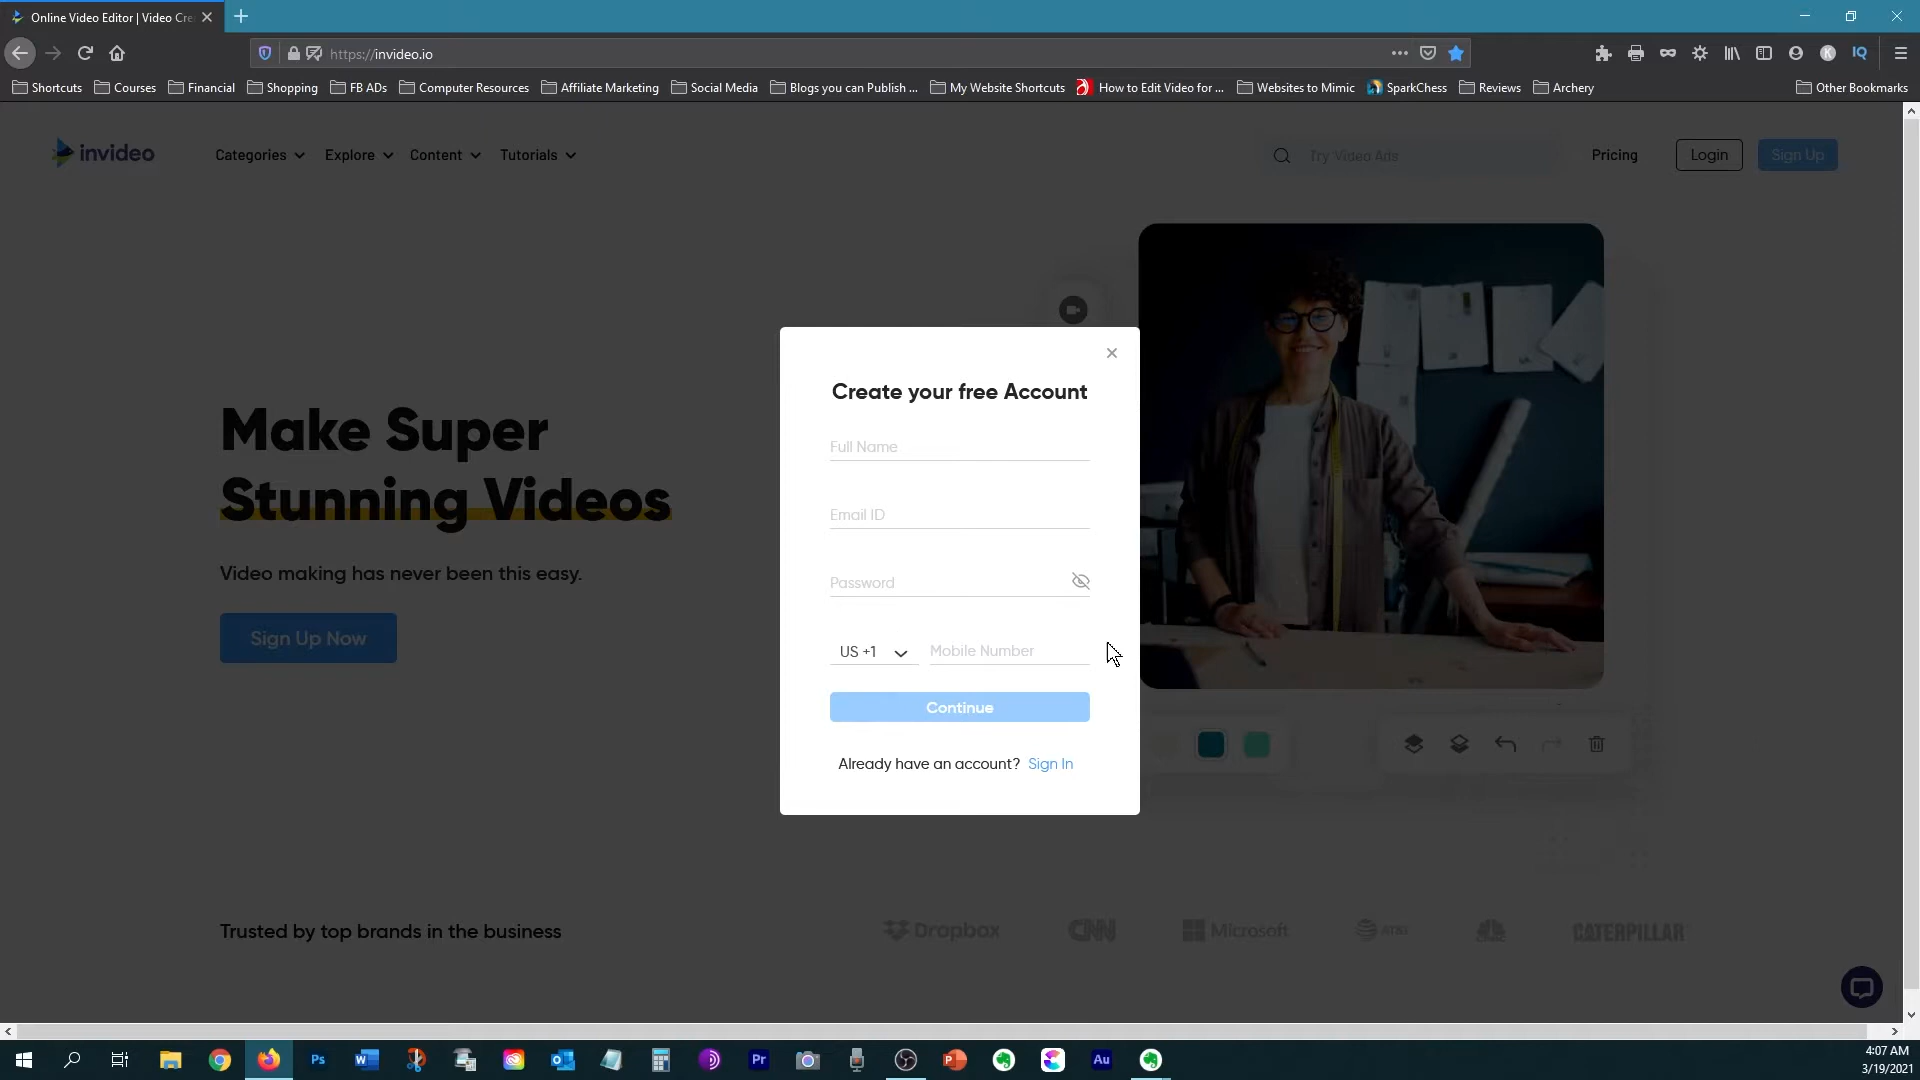 Online Video Editor | Video Cre
https://invideo.io
Shortcuts
Courses
Financial
Shopping
FB ADs
Computer Resources
Affiliate Marketing
Social Media
Blogs you can Publish ...
My Website Shortcuts
How to Edit Video for ...
Websites to Mimic
SparkChess
Reviews
Archery
Other Bookmarks
invideo
Categories
Explore
Content
Tutorials
Try Video Ads
Pricing
Login
Sign Up
Make Super
Stunning Videos
Video making has never been this easy.
Sign Up Now
Create your free Account
Full Name
Email ID
Password
US +1
Mobile Number
Continue
Already have an account? Sign In
Trusted by top brands in the business
Dropbox
CNN
Microsoft
AT&T
CATERPILLAR
4:07 AM
3/19/2021